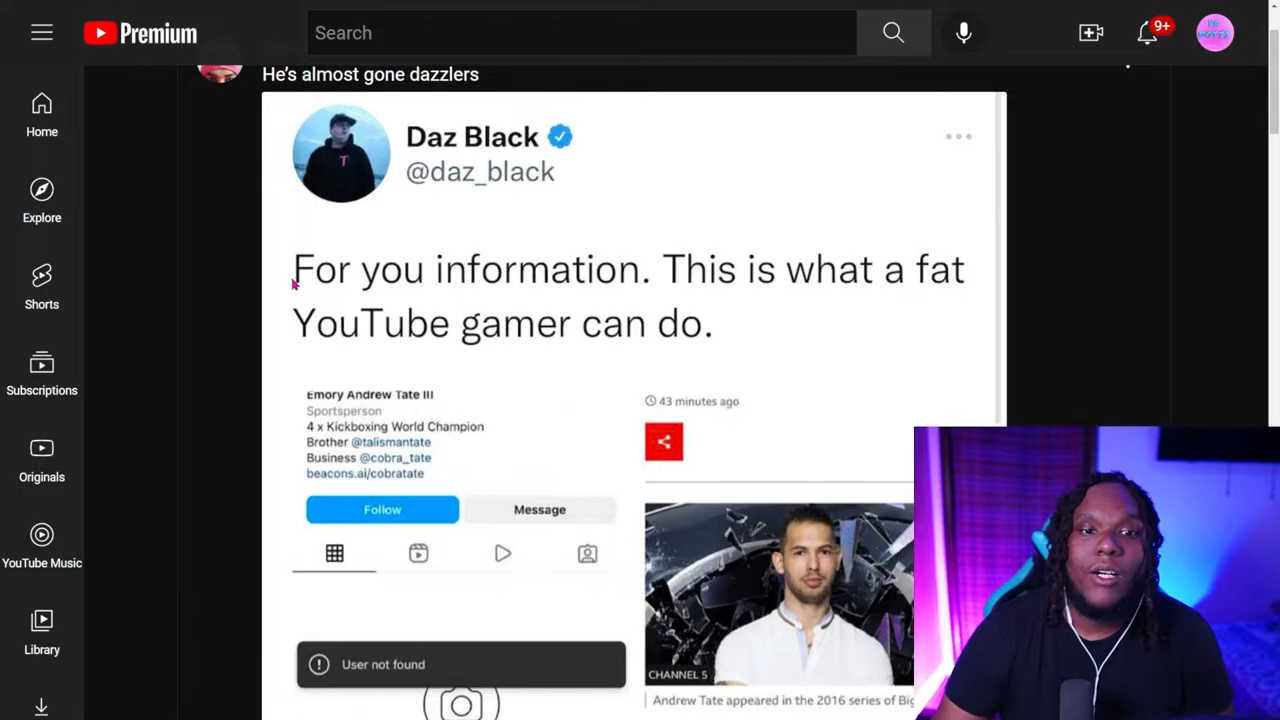 Premium
Search
9+
Home
Explore
Shorts
Subscriptions
Originals
YouTube Music
Library
He's almost gone dazzlers
Daz Black
@daz_black
For you information. This is what a fat
YouTube gamer can do.
Emory Andrew Tate III
Sportsperson
4 x Kickboxing World Champion
Brother @talismantate
Business @cobra_tate
beacons.ai/cobratate
Follow
Message
User not found
43 minutes ago
CHANNEL 5
Andrew Tate appeared in the 2016 series of Big